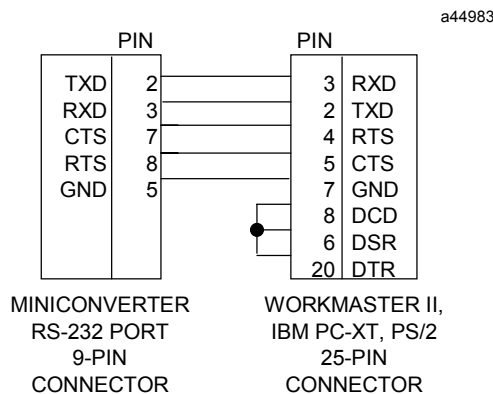 a44983
PIN PIN
TXD 2 3 RXD
RXD 3 2 TXD
CTS 7 4 RTS
RTS 8 5 CTS
GND 5 7 GND
8 DCD
6 DSR
20 DTR
MINICONVERTER
RS-232 PORT
9-PIN
CONNECTOR
WORKMASTER II,
IBM PC-XT, PS/2
25-PIN
CONNECTOR